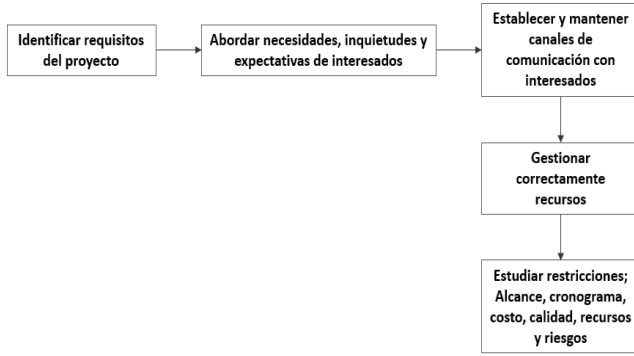 Identificar requisitos
del proyecto
Abordar necesidades, inquietudes y
expectativas de interesados
Establecer y mantener
canales de
comunicación con
interesados
Gestionar
correctamente
recursos
Estudiar restricciones;
Alcance, cronograma,
costo, calidad, recursos
y riesgos